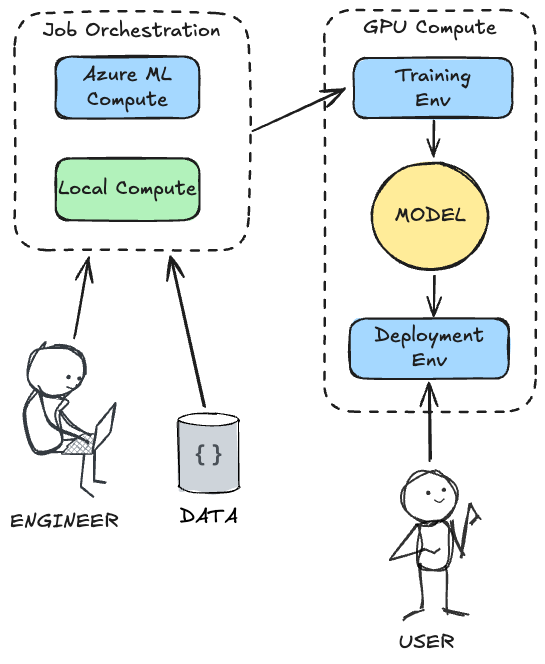 Job Orchestration
Azure ML
Compute
Local Compute
GPU Compute
Training
Env
MODEL
Deployment
Env
{}
ENGINEER
DATA
USER